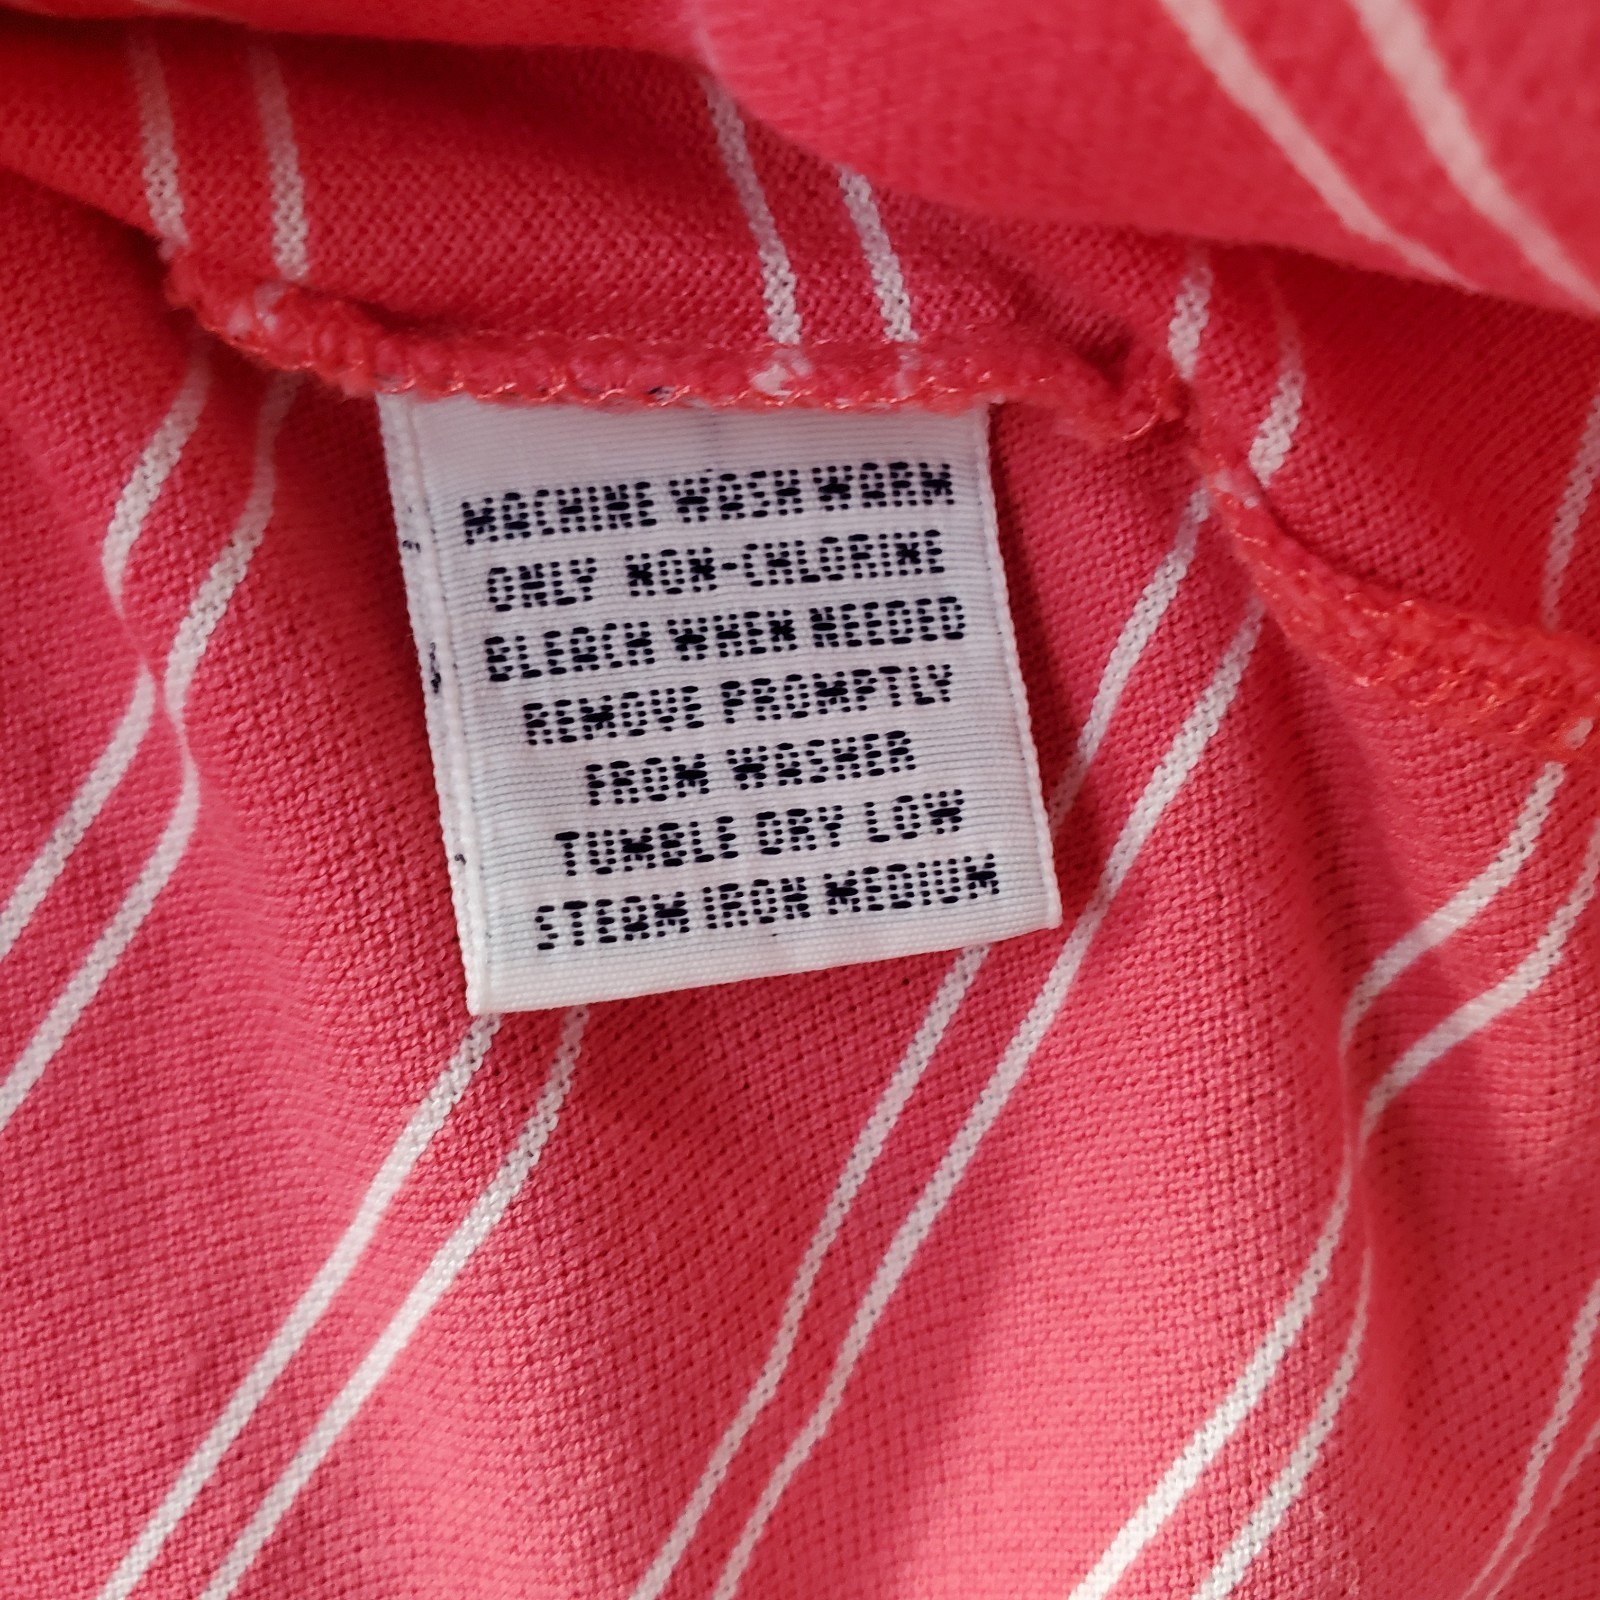 MACHINE WASH WARM
ONLY NON-CHLORINE
BLEACH WHEN NEEDED
REMOVE PROMPTLY
FROM WASHER
TUMBLE DRY LOW
STEAM IRON MEDIUM